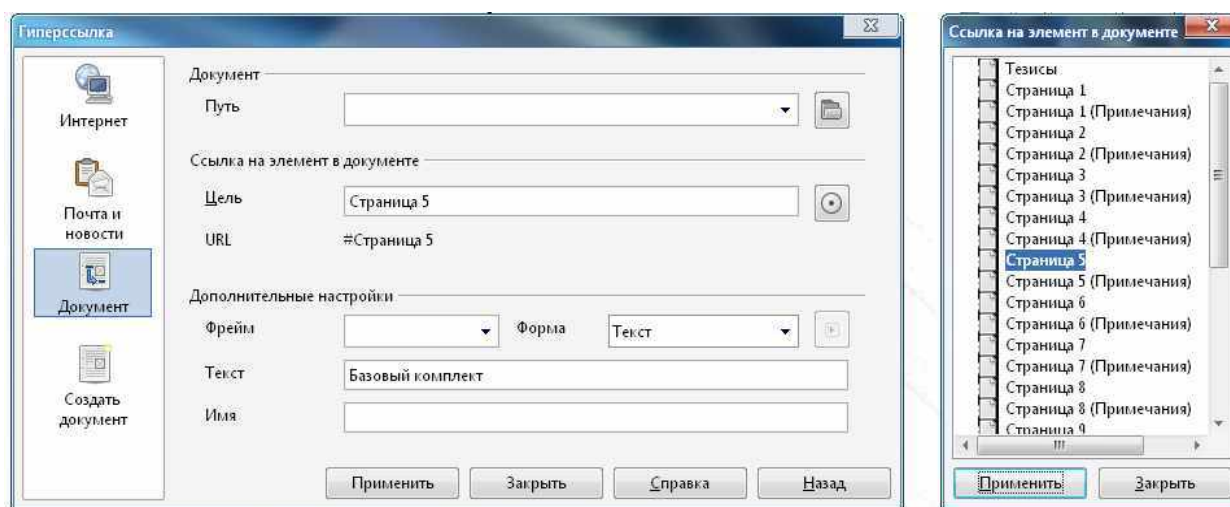 Гиперссылка
Интернет
Почта и
новости
Документ
Создать
документ
Документ
Путь
Ссылка на элемент в документе
Цель
Страница 5
URL
#Страница 5
Дополнительные настройки
Фрейм
Форма
Текст
Текст
Базовый комплект
Имя
Применить
Закрыть
Справка
Назад
Ссылка на элемент в документе
Тезисы
Страница 1
Страница 1 (Примечания)
Страница 2
Страница 2 (Примечания)
Страница 3
Страница 3 (Примечания)
Страница 4
Страница 4 (Примечания)
Страница 5
Страница 5 (Примечания)
Страница 6
Страница 6 (Примечания)
Страница 7
Страница 7 (Примечания)
Страница 8
Страница 8 (Примечания)
Страница 9
Применить
Закрыть